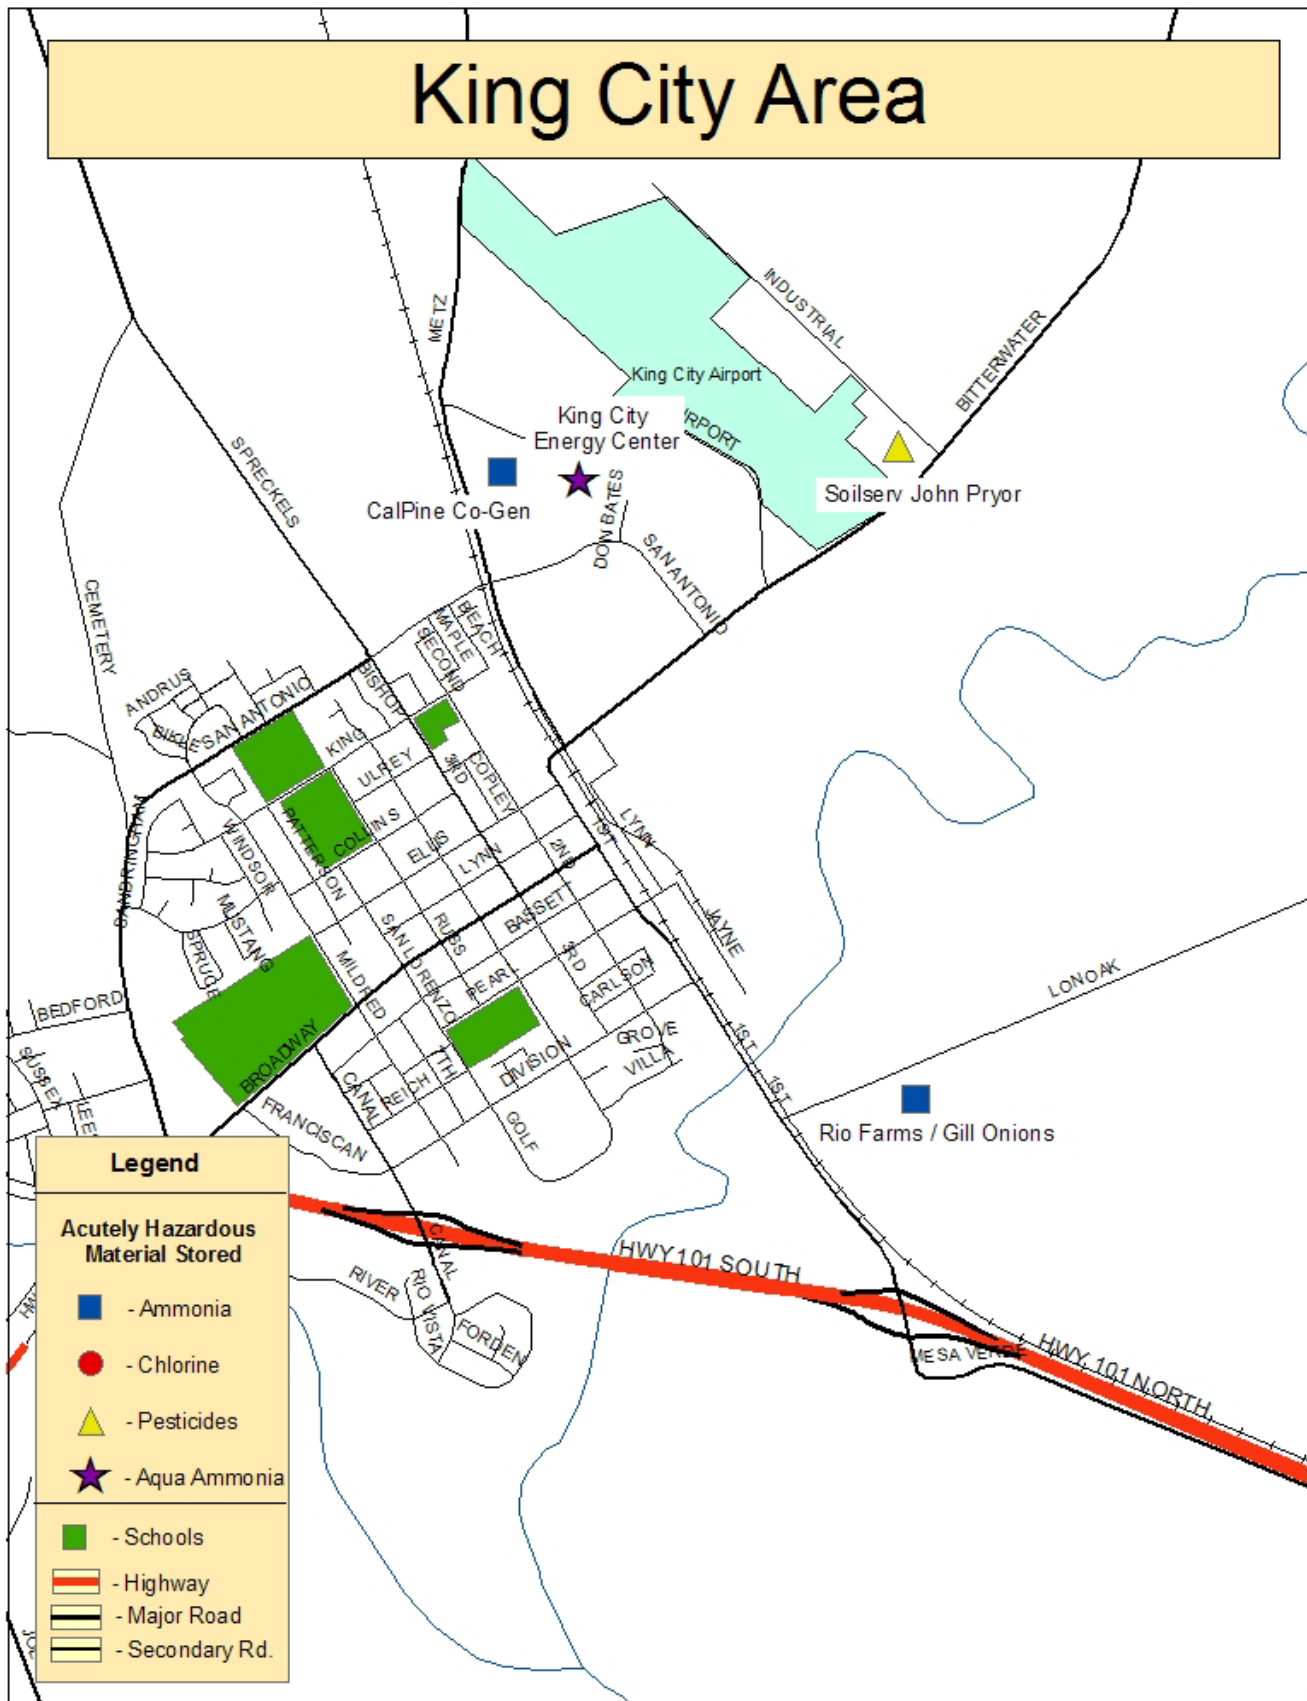 King City Area
METZ
INDUSTRIAL
BITTERWATER
King City Airport
King City
Energy Center
RPORT
SPRECKELS
CalPine Co-Gen
Soilserv John Pryor
DON BATES
SAN ANTONIO
CEMETERY
BEACH
MAPLE
SECOND
BISHOP
ANDRUS
BIKLE
SAN ANTONIO
KING
ULREY
3RD
COPLEY
COLLINS
PATTERSON
WINDSOR
SANDRINGHAM
ELLIS
LYNN
2ND
1ST
LYNN
MUSTANG
SPRUCE
BASSETT
RUSS
SAN LORENZO
MILDRED
JAYNE
3RD
CARLSON
PEARL
BEDFORD
BROADWAY
LONOAK
GROVE
VILLA
1ST
1ST
DIVISION
7TH
REICH
CANAL
FRANCISCAN
GOLF
SUSSEX
Rio Farms / Gill Onions
CANAL
HWY 101 SOUTH
RIVER
RIO VISTA
FORDEN
MESA VERDE
HWY 101 NORTH
Legend
Acutely Hazardous
Material Stored
- Ammonia
- Chlorine
- Pesticides
- Aqua Ammonia
- Schools
- Highway
- Major Road
- Secondary Rd.